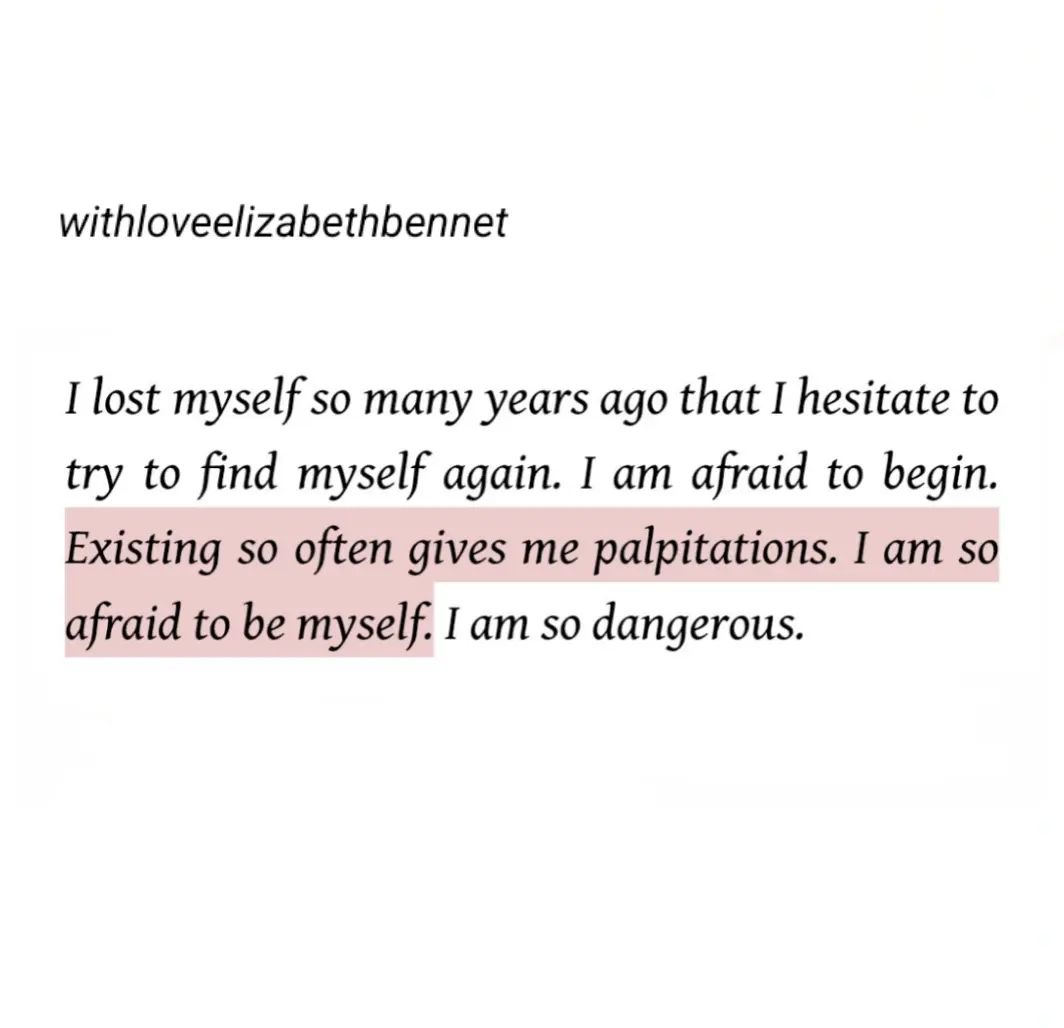 withloveelizabethbennet
I lost myself so many years ago that I hesitate to
try to find myself again. I am afraid to begin.
Existing so often gives me palpitations. I am so
afraid to be myself. I am so dangerous.